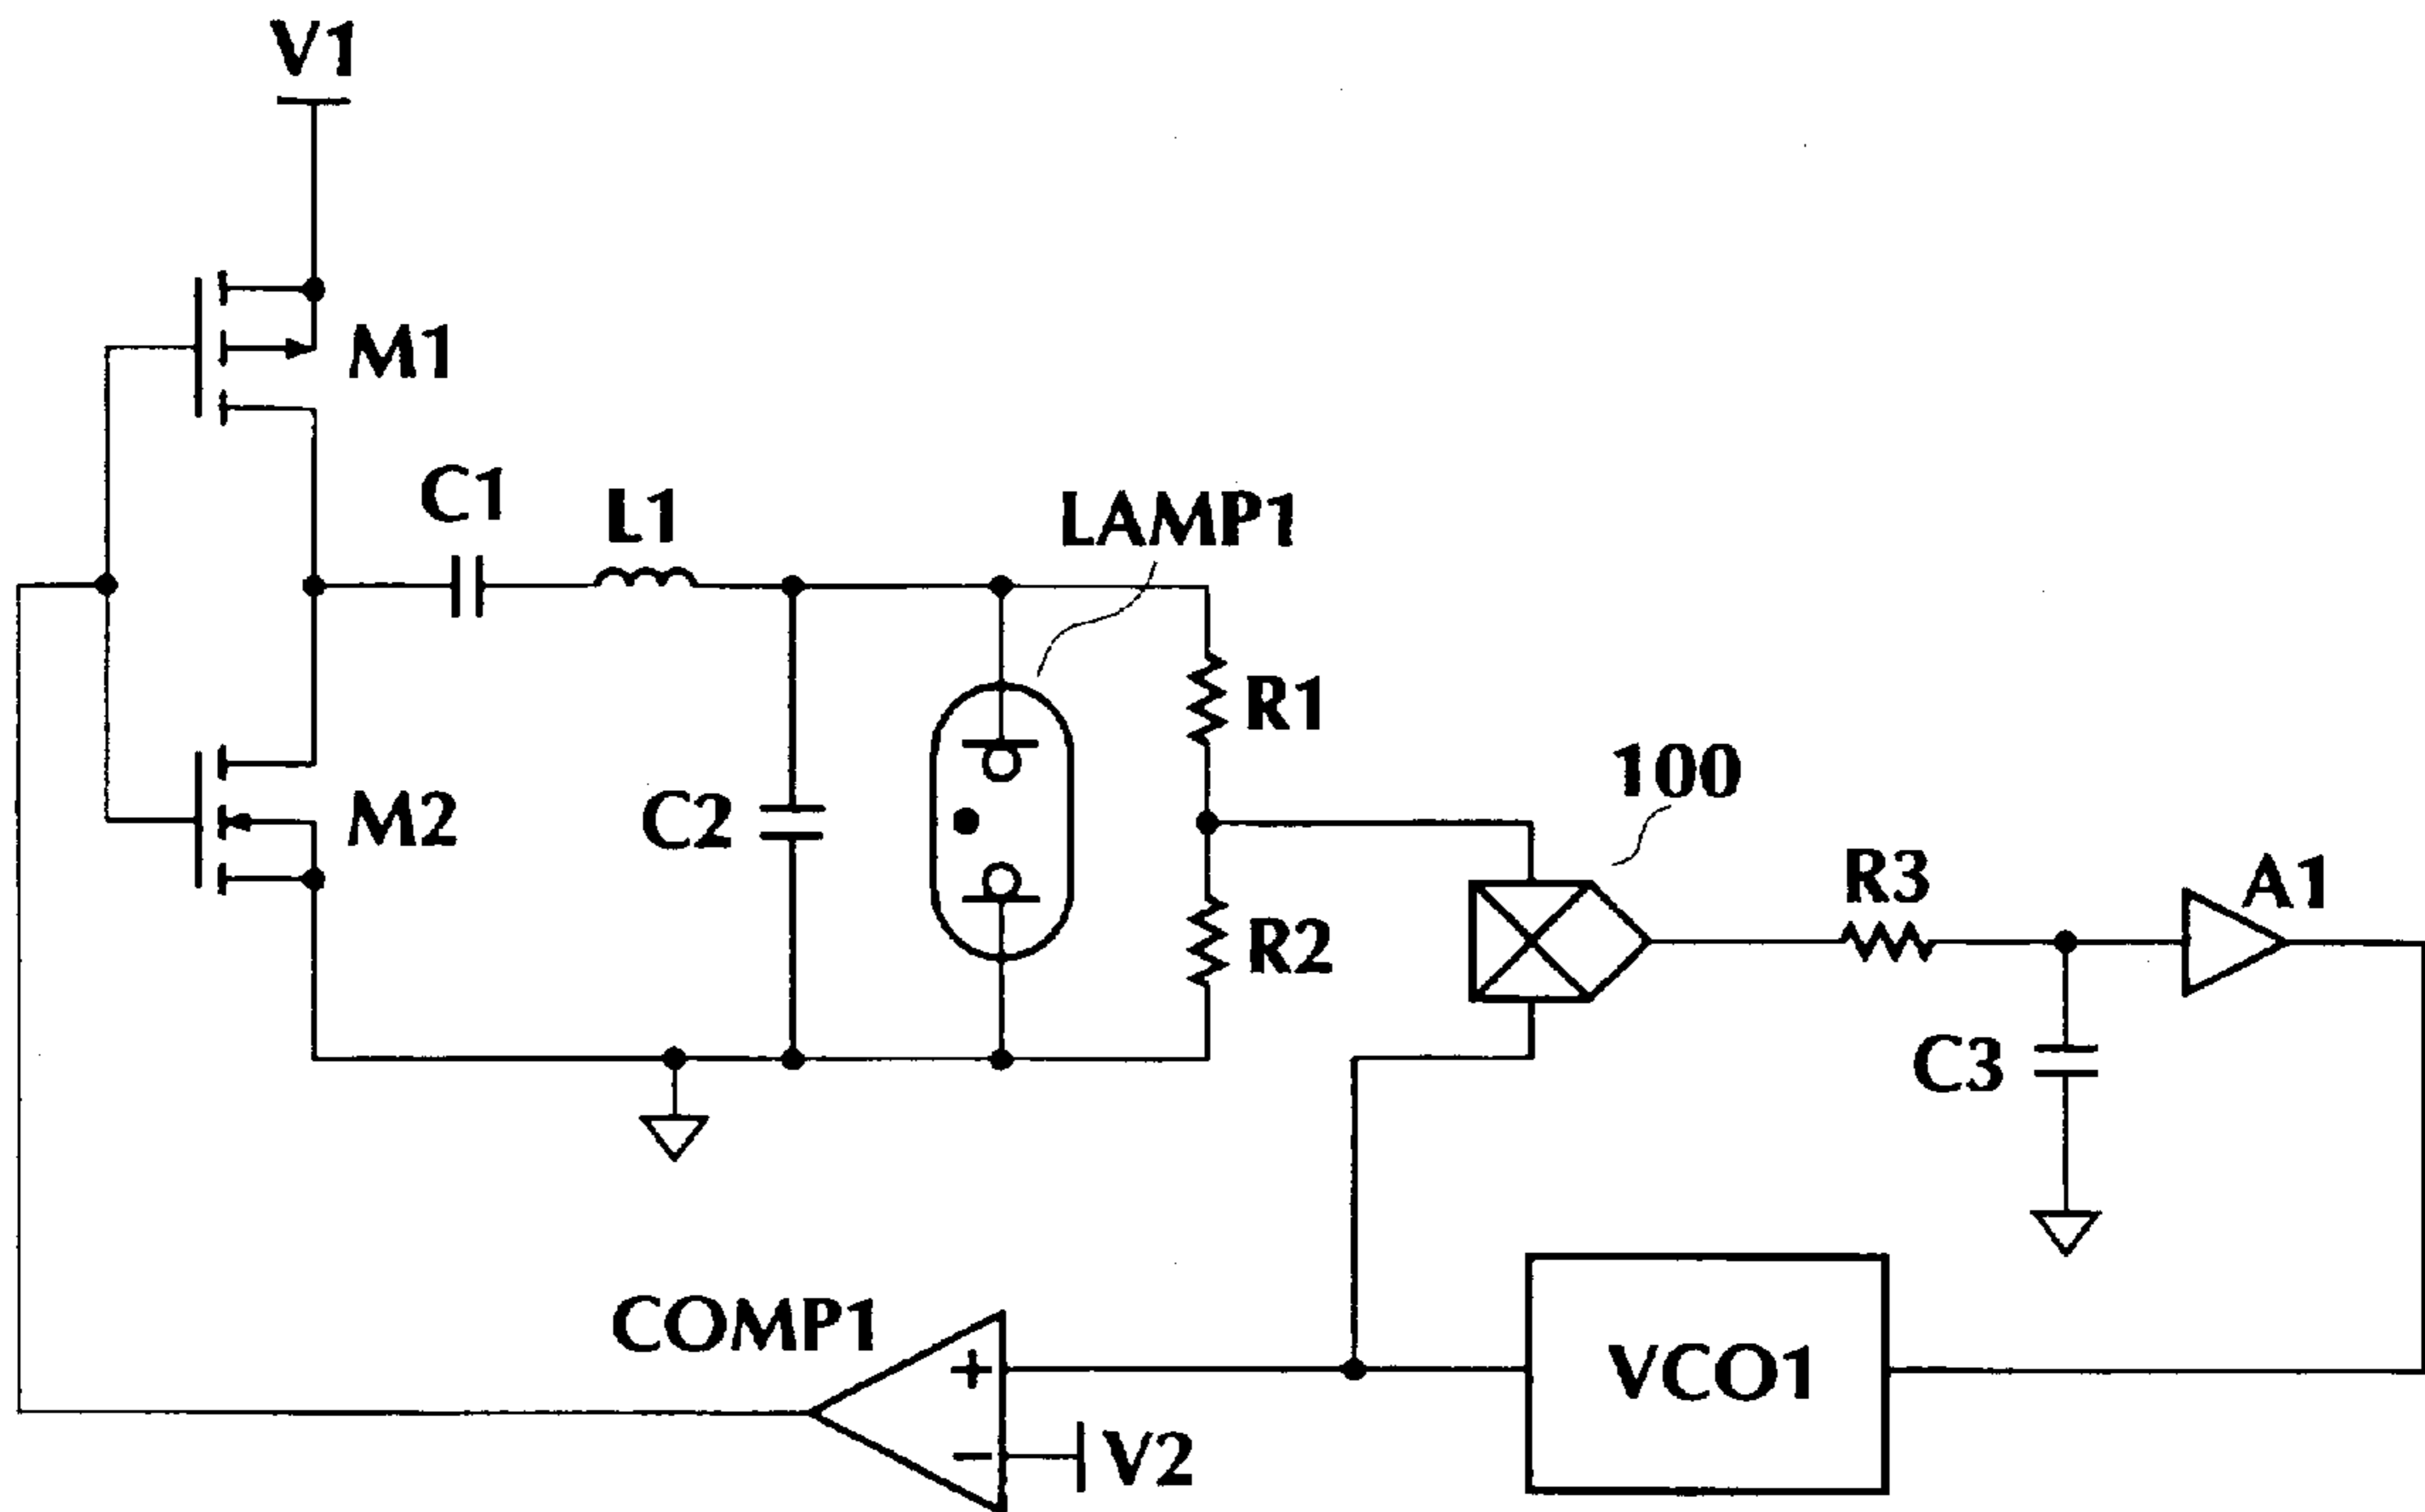 V1
M1
C1
L1
LAMP1
R1
100
M2
C2
R2
R3
A1
C3
COMP1
+
VCO1
−
V2